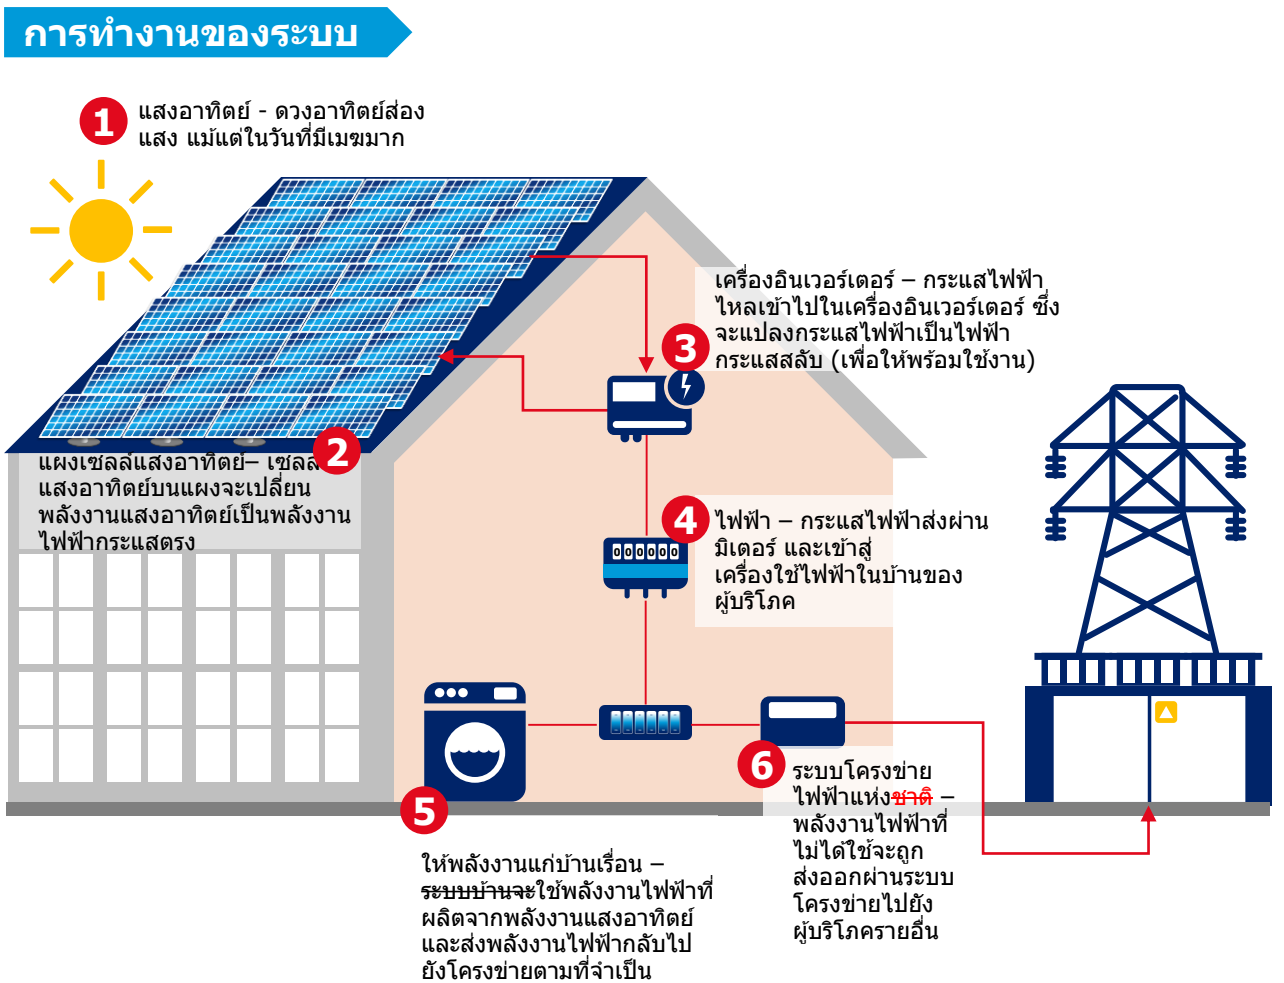 การทำงานของระบบ
1
แสงอาทิตย์ - ดวงอาทิตย์ส่อง
แสง แม้แต่ในวันที่มีเมฆมาก
2
แผงเซลล์แสงอาทิตย์– เซลล์
แสงอาทิตย์บนแผงจะเปลี่ยน
พลังงานแสงอาทิตย์เป็นพลังงาน
ไฟฟ้ากระแสตรง
3
เครื่องอินเวอร์เตอร์ – กระแสไฟฟ้า
ไหลเข้าไปในเครื่องอินเวอร์เตอร์ ซึ่ง
จะแปลงกระแสไฟฟ้าเป็นไฟฟ้า
กระแสสลับ (เพื่อให้พร้อมใช้งาน)
4
ไฟฟ้า – กระแสไฟฟ้าส่งผ่าน
มิเตอร์ และเข้าสู่
เครื่องใช้ไฟฟ้าในบ้านของ
ผู้บริโภค
000000
5
ให้พลังงานแก่บ้านเรือน –
ระบบบ้านจะใช้พลังงานไฟฟ้าที่
ผลิตจากพลังงานแสงอาทิตย์
และส่งพลังงานไฟฟ้ากลับไป
ยังโครงข่ายตามที่จำเป็น
6
ระบบโครงข่าย
ไฟฟ้าแห่งชาติ –
พลังงานไฟฟ้าที่
ไม่ได้ใช้จะถูก
ส่งออกผ่านระบบ
โครงข่ายไปยัง
ผู้บริโภครายอื่น